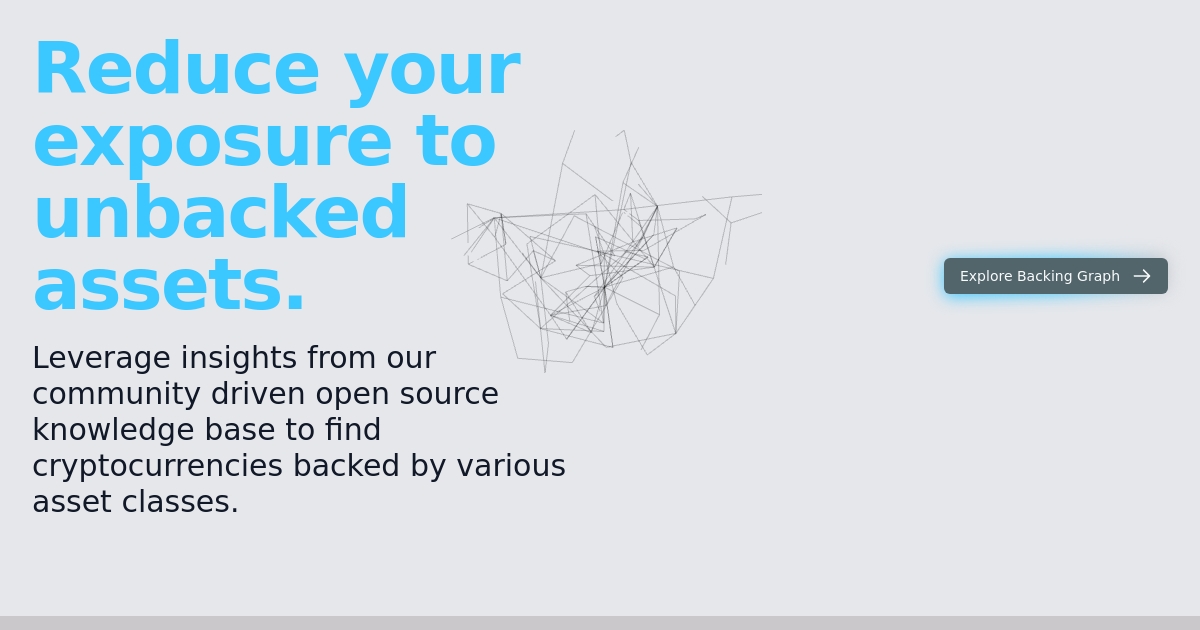 Reduce your
exposure to
unbacked
assets.
Leverage insights from our
community driven open source
knowledge base to find
cryptocurrencies backed by various
asset classes.
Explore Backing Graph